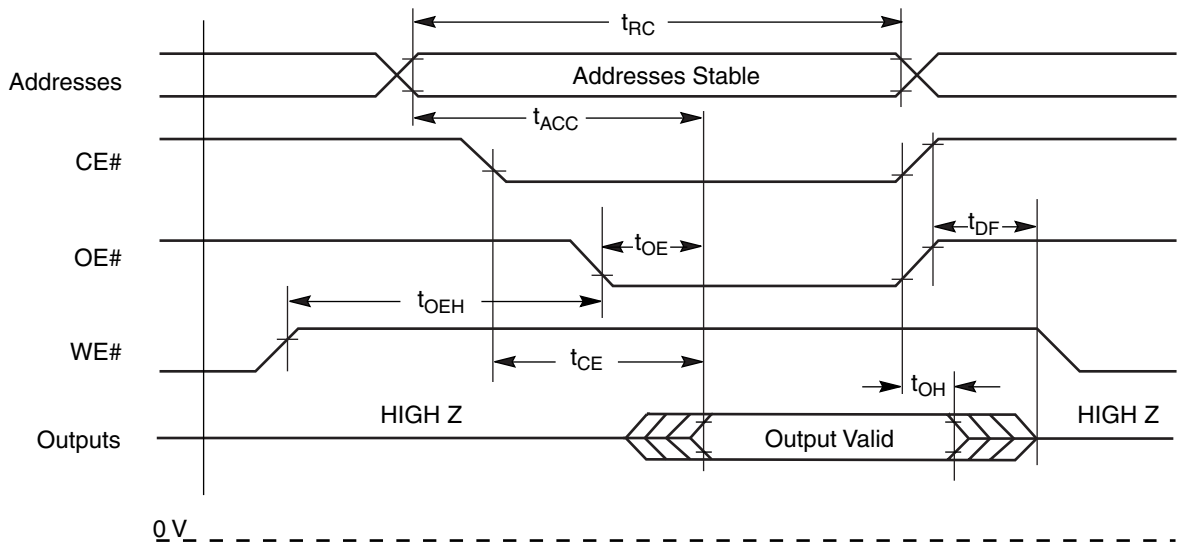 tRC
Addresses
Addresses Stable
tACC
CE#
tDF
OE#
tOE
tOEH
WE#
tCE
tOH
HIGH Z
HIGH Z
Outputs
Output Valid
0 V